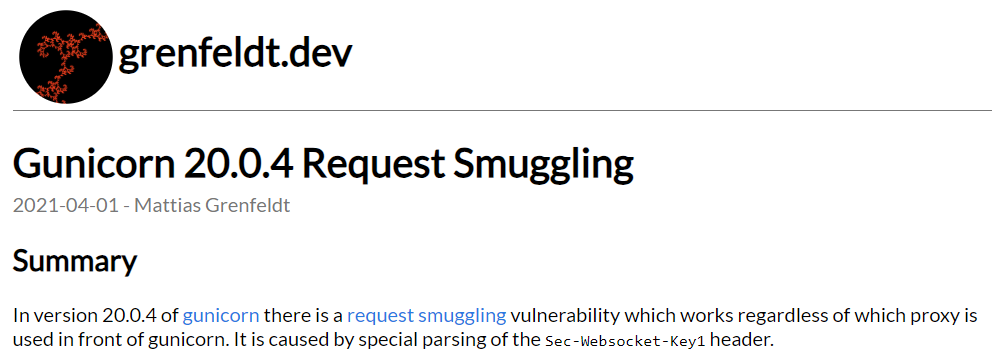 grenfeldt.dev
Gunicorn 20.0.4 Request Smuggling
2021-04-01 - Mattias Grenfeldt
Summary
In version 20.0.4 of gunicorn there is a request smuggling vulnerability which works regardless of which proxy is
used in front of gunicorn. It is caused by special parsing of the Sec-Websocket-Key1 header.